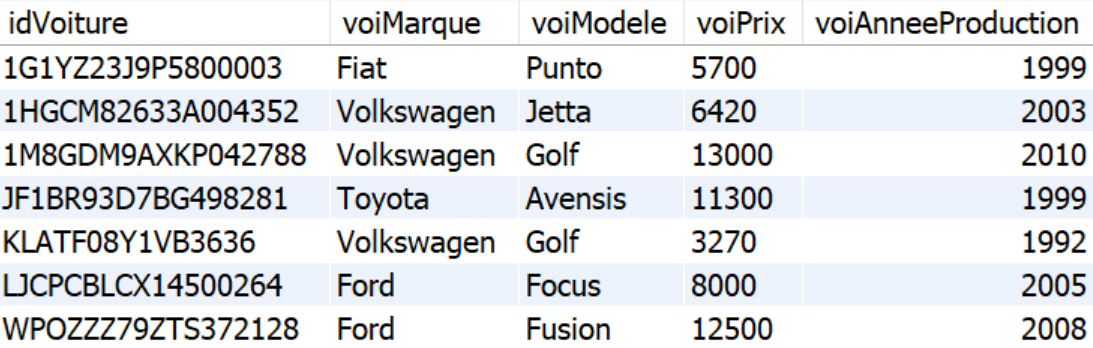 idVoiture voiMarque voiModele voiPrix voiAnneeProduction
1G1YZ23J9P5800003 Fiat Punto 5700 1999
1HGCM82633A004352 Volkswagen Jetta 6420 2003
1M8GDM9AXKP042788 Volkswagen Golf 13000 2010
JF1BR93D7BG498281 Toyota Avensis 11300 1999
KLATF08Y1VB3636 Volkswagen Golf 3270 1992
LJCPCBLCX14500264 Ford Focus 8000 2005
WPOZZZ79ZTS372128 Ford Fusion 12500 2008